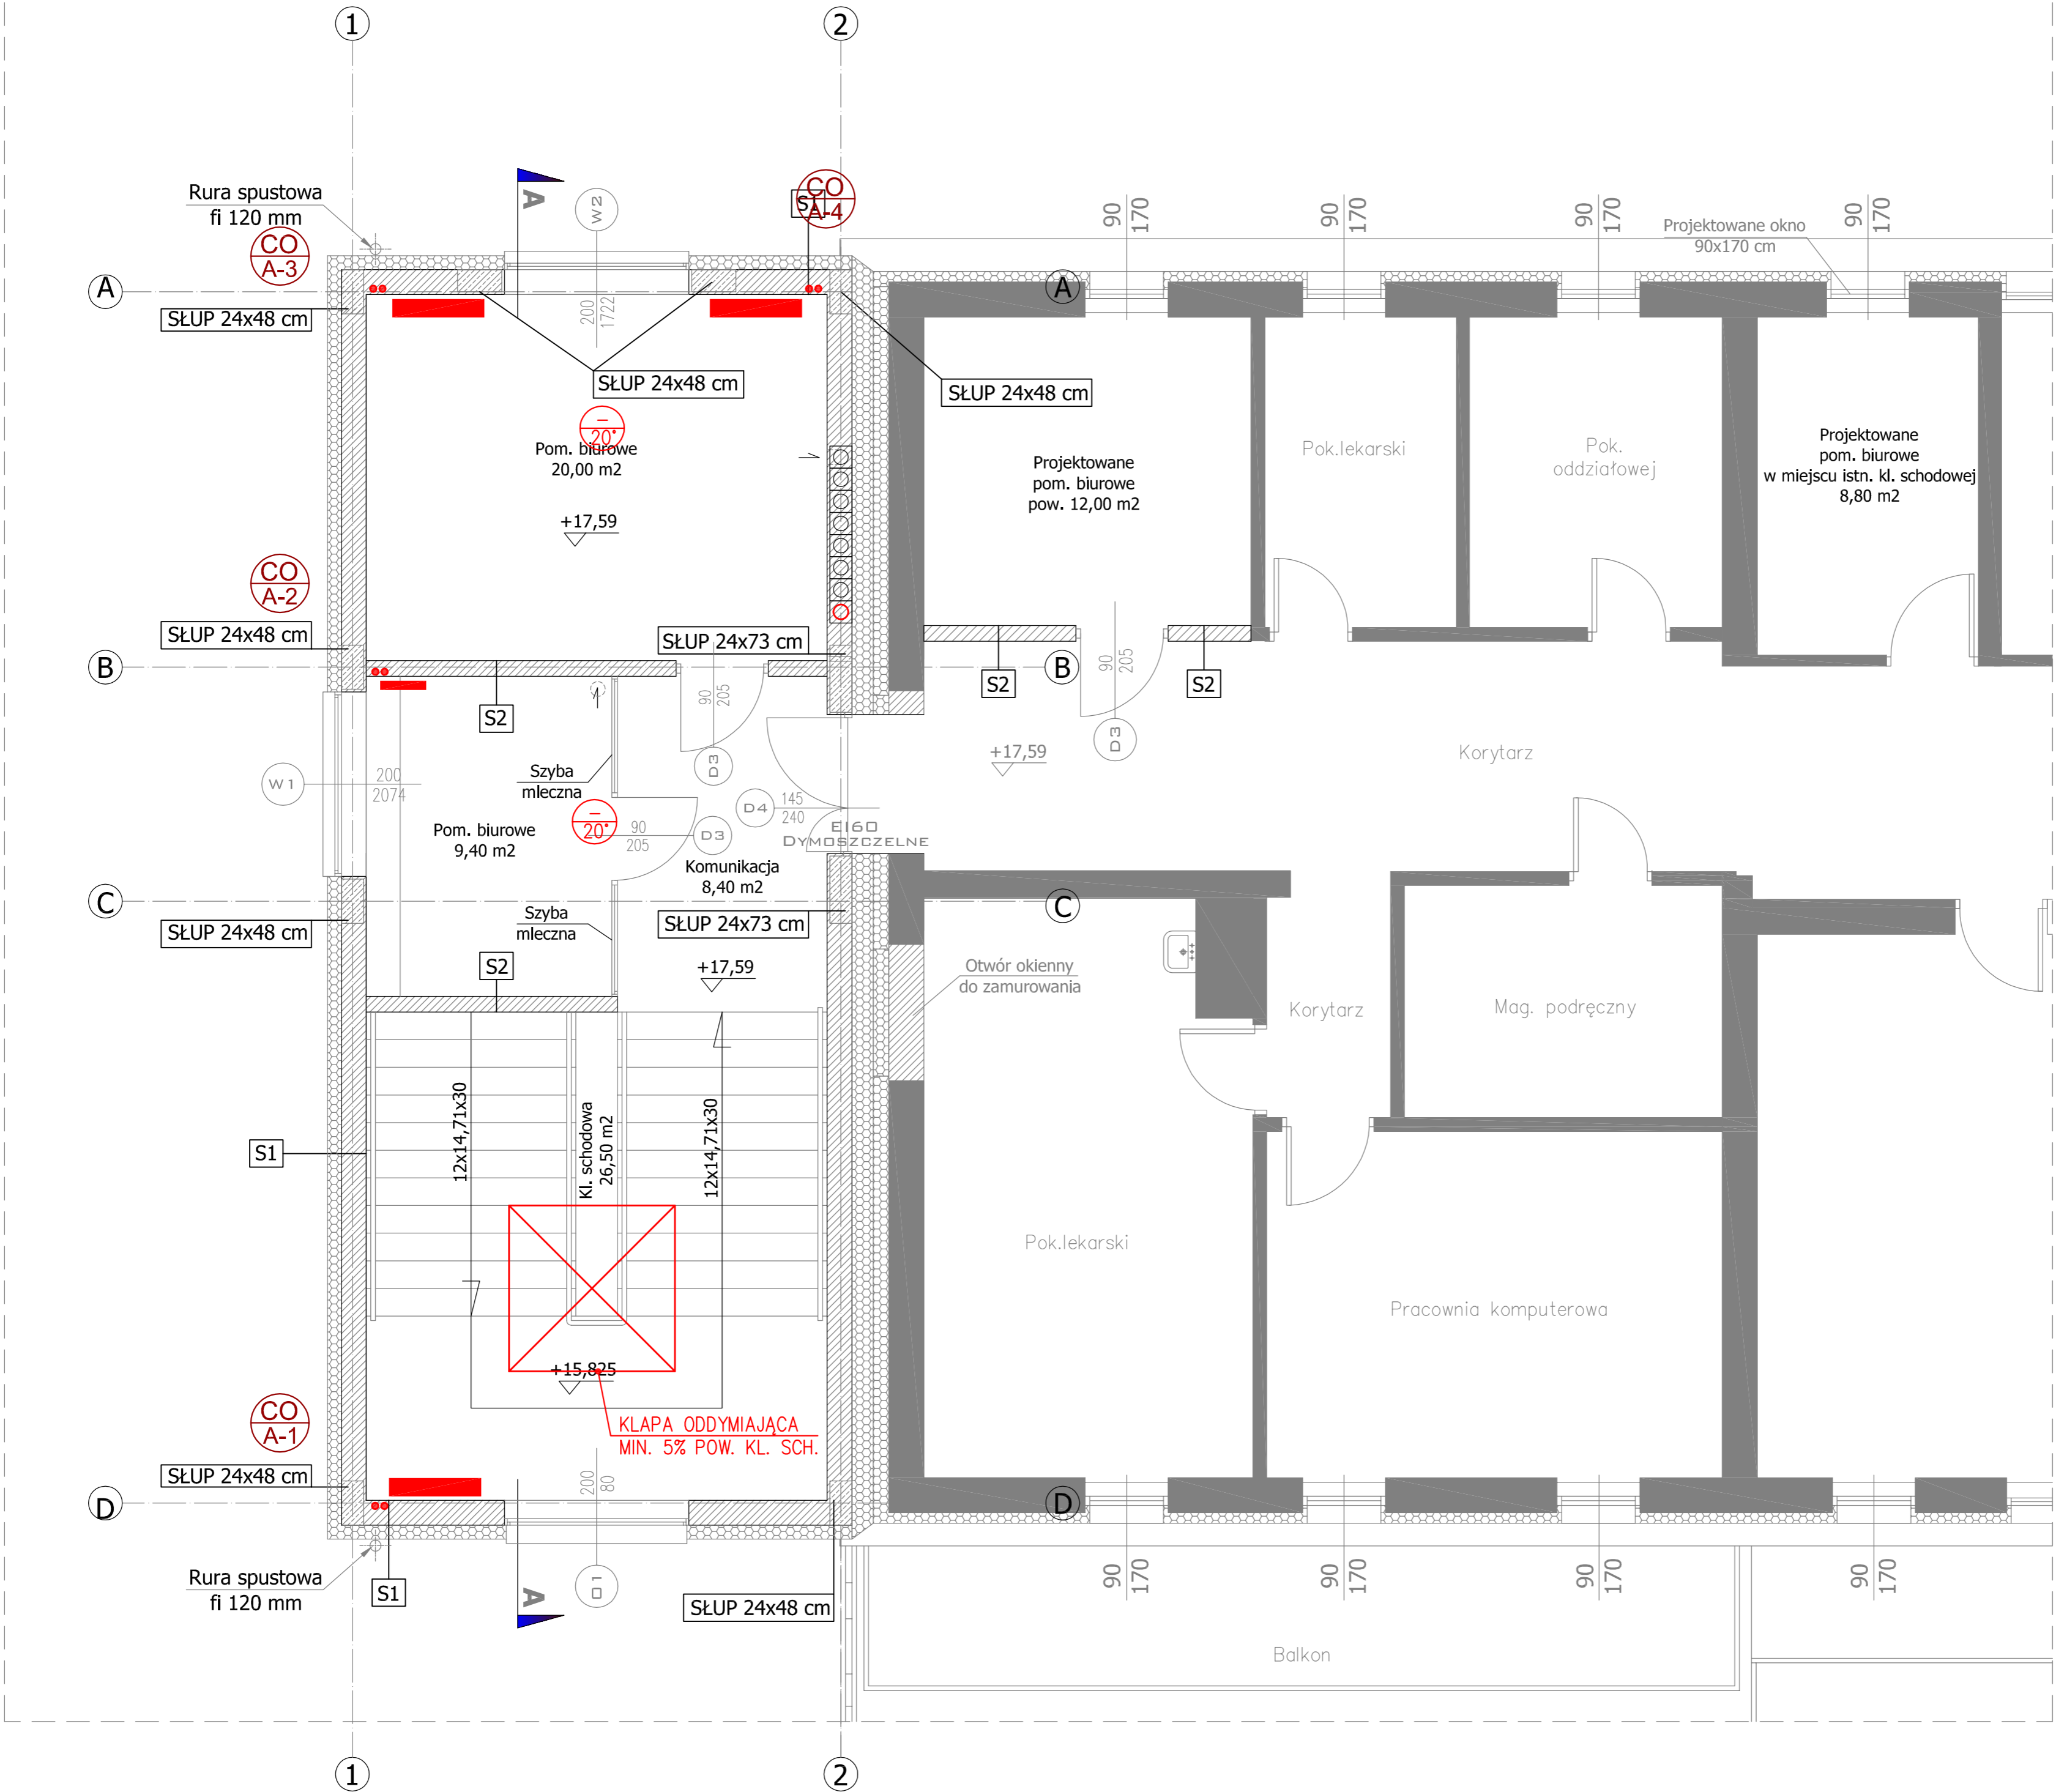 1
2
Rura spustowa
fi 120 mm
A
W2
CO
A-4
S1
90
170
90
170
90
170
90
170
Projektowane okno
90x170 cm
CO
A-3
A
A
SŁUP 24x48 cm
200
1722
SŁUP 24x48 cm
SŁUP 24x48 cm
–
20°
Pom. biurowe
20,00 m2
+17,59
Projektowane
pom. biurowe
pow. 12,00 m2
Pok.lekarski
Pok.
oddziałowej
Projektowane
pom. biurowe
w miejscu istn. kl. schodowej
8,80 m2
CO
A-2
SŁUP 24x48 cm
SŁUP 24x73 cm
B
B
S2
S2
S2
90
205
90
205
D3
D3
W1
200
2074
Szyba
mleczna
+17,59
Korytarz
–
20°
Pom. biurowe
9,40 m2
90
205
D3
D4
145
240
EI60
DYMOSZCZELNE
Komunikacja
8,40 m2
C
C
SŁUP 24x48 cm
Szyba
mleczna
SŁUP 24x73 cm
S2
+17,59
Otwór okienny
do zamurowania
Korytarz
Mag. podręczny
S1
12x14,71x30
Kl. schodowa
26,50 m2
12x14,71x30
Pok.lekarski
Pracownia komputerowa
+15,825
KLAPA ODDYMIAJĄCA
MIN. 5% POW. KL. SCH.
CO
A-1
SŁUP 24x48 cm
200
80
D
D
Rura spustowa
fi 120 mm
S1
A
O1
SŁUP 24x48 cm
90
170
90
170
90
170
90
170
Balkon
1
2